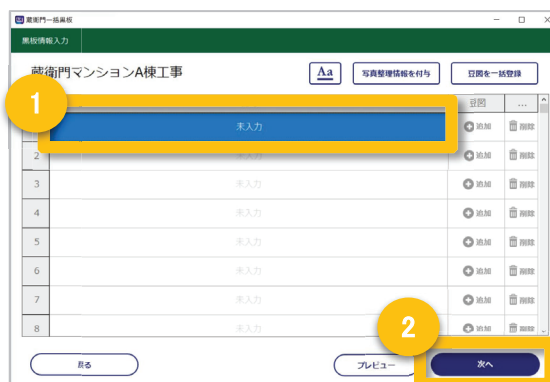 蔵衛門一括黒板
黒板情報入力
蔵衛門マンションA棟工事
Aa
写真整理情報を付与
豆図を一括登録
1
豆図 ...
未入力 追加 削除
2 未入力 追加 削除
3 未入力 追加 削除
4 未入力 追加 削除
5 未入力 追加 削除
6 未入力 追加 削除
7 未入力 追加 削除
8 未入力 追加 削除
2
戻る
プレビュー
次へ